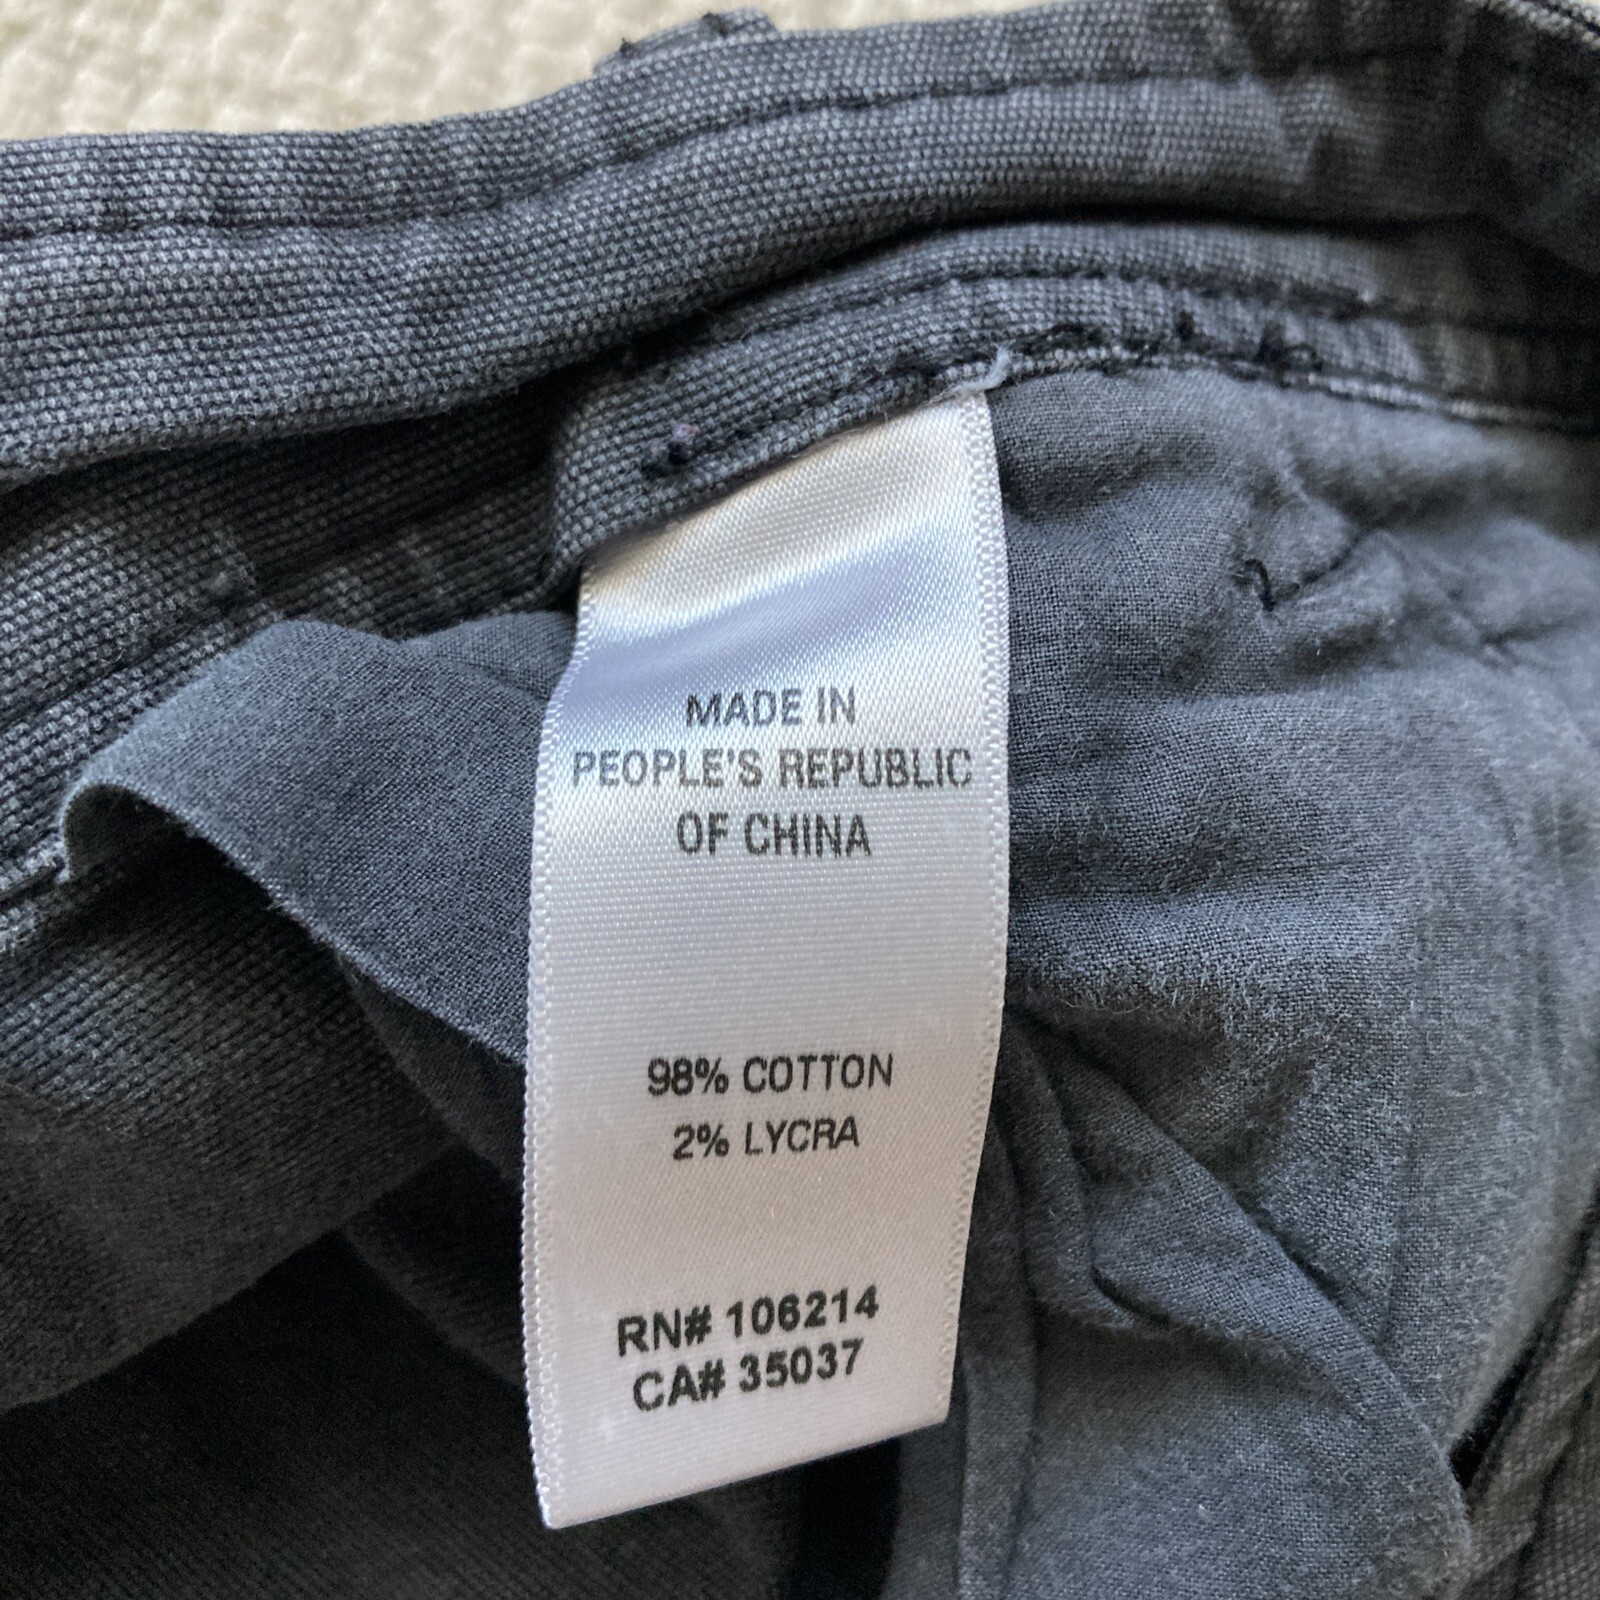 MADE IN
PEOPLE'S REPUBLIC
OF CHINA
98% COTTON
2% LYCRA
RN# 106214
CA# 35037